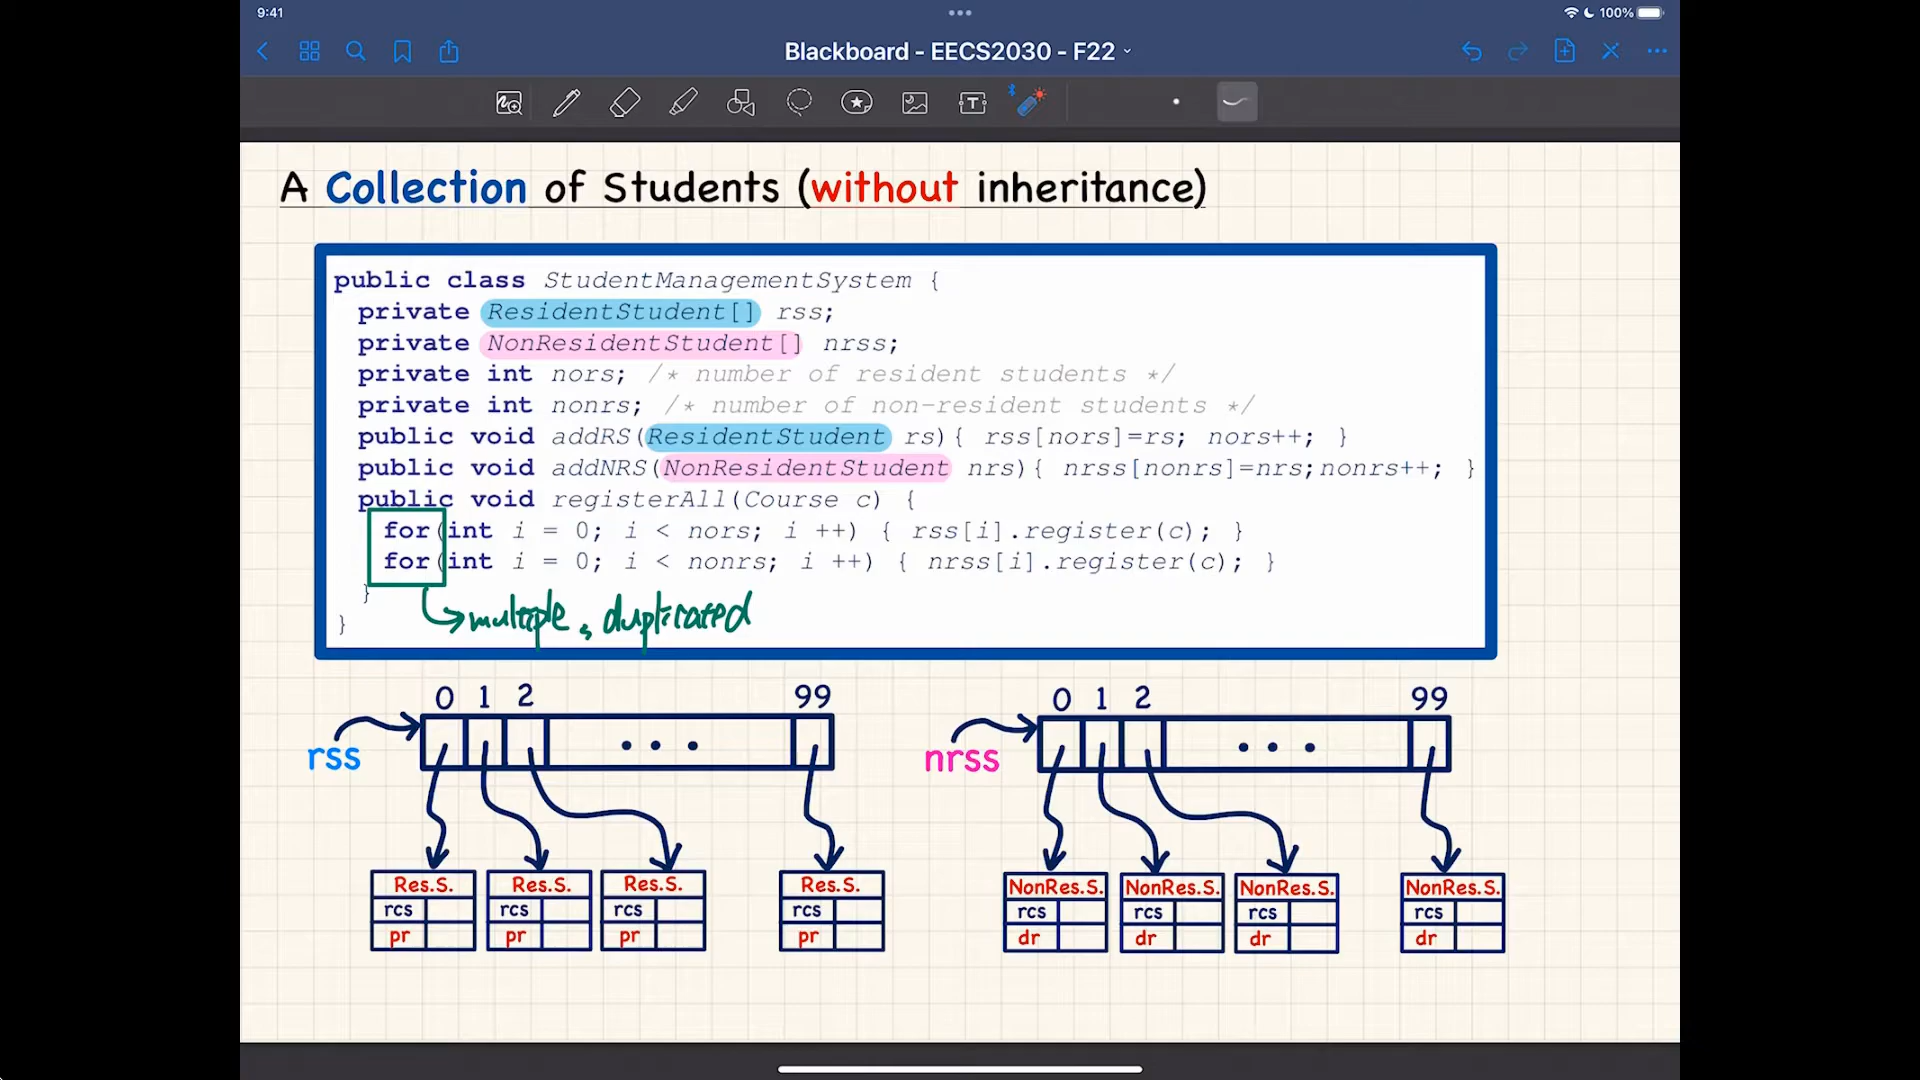 9:41
100%
Blackboard - EECS2030 - F22
A Collection of Students (without inheritance)
public class StudentManagementSystem {
private ResidentStudent[] rss;
private NonResidentStudent[] nrss;
private int nors; /* number of resident students */
private int nonrs; /* number of non-resident students */
public void addRS(ResidentStudent rs){ rss[nors]=rs; nors++; }
public void addNRS(NonResidentStudent nrs){ nrss[nonrs]=nrs;nonrs++; }
public void registerAll(Course c) {
for(int i = 0; i < nors; i ++) { rss[i].register(c); }
for(int i = 0; i < nonrs; i ++) { nrss[i].register(c); }
}
multiple, duplicated
}
0 1 2 99 0 1 2 99
rss ... nrss ...
Res.S. Res.S. Res.S. Res.S. NonRes.S. NonRes.S. NonRes.S. NonRes.S.
rcs rcs rcs rcs rcs rcs rcs rcs
pr pr pr pr dr dr dr dr